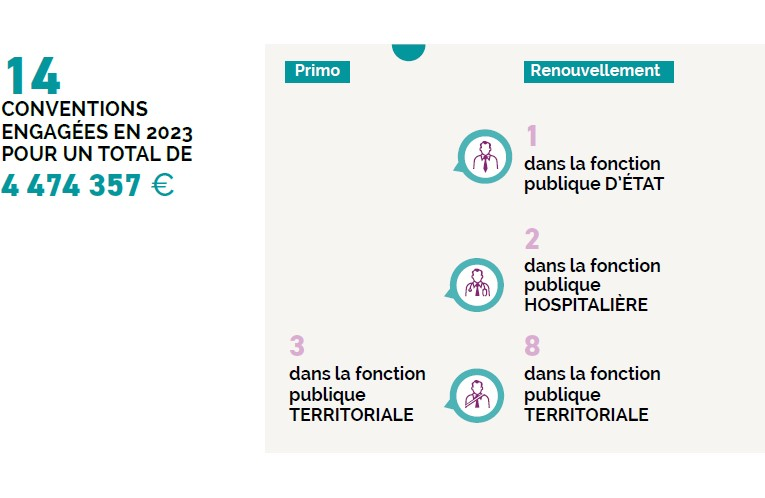 14
CONVENTIONS
ENGAGÉES EN 2023
POUR UN TOTAL DE
4 474 357 €
Primo
Renouvellement
1
dans la fonction
publique D'ÉTAT
2
dans la fonction
publique
HOSPITALIÈRE
3
dans la fonction
publique
TERRITORIALE
8
dans la fonction
publique
TERRITORIALE